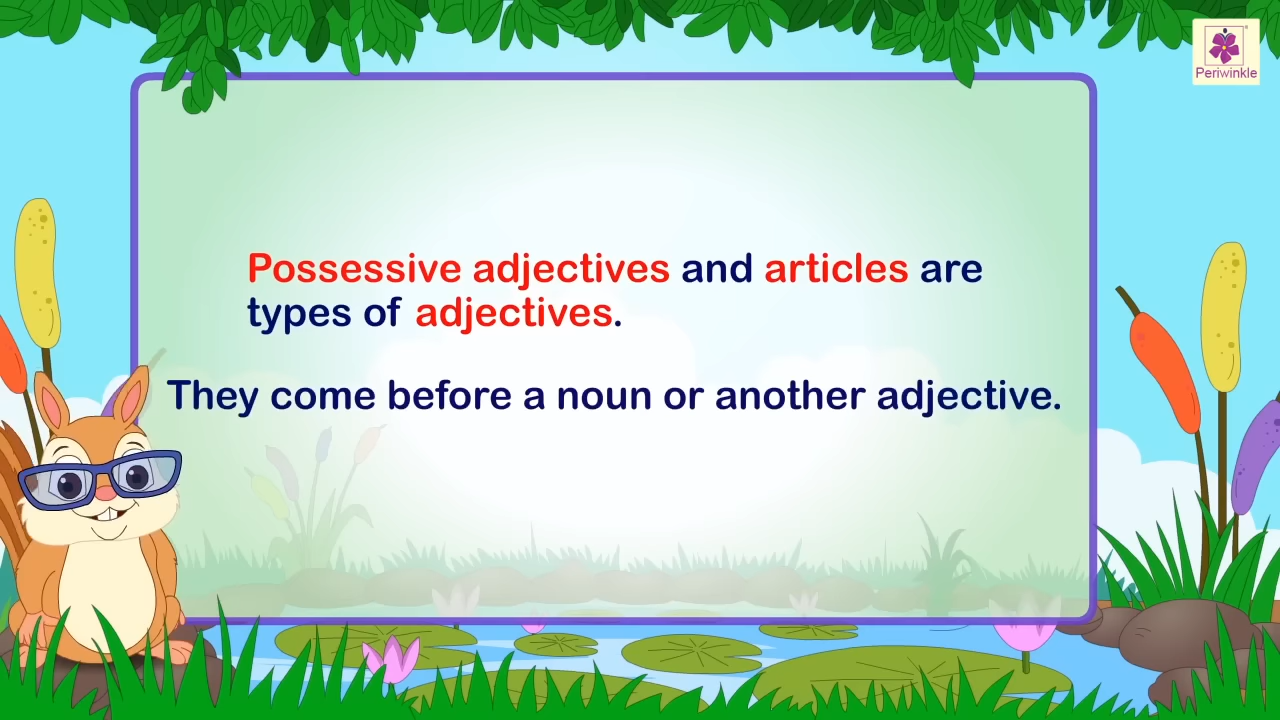 Periwinkle
Possessive adjectives and articles are
types of adjectives.
They come before a noun or another adjective.